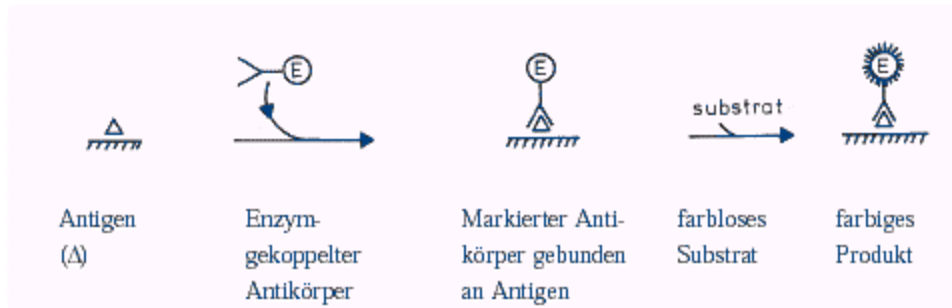 E
E
E
substrat
Antigen
(Δ)
Enzym-
gekoppelter
Antikörper
Markierter Anti-
körper gebunden
an Antigen
farbloses
Substrat
farbiges
Produkt